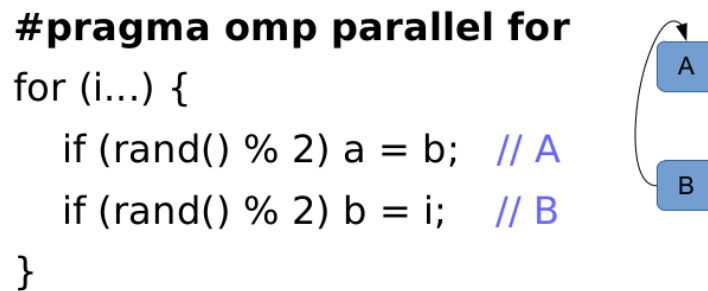 #pragma omp parallel for
for (i...) {
if (rand() % 2) a = b; // A
if (rand() % 2) b = i; // B
}
A
B